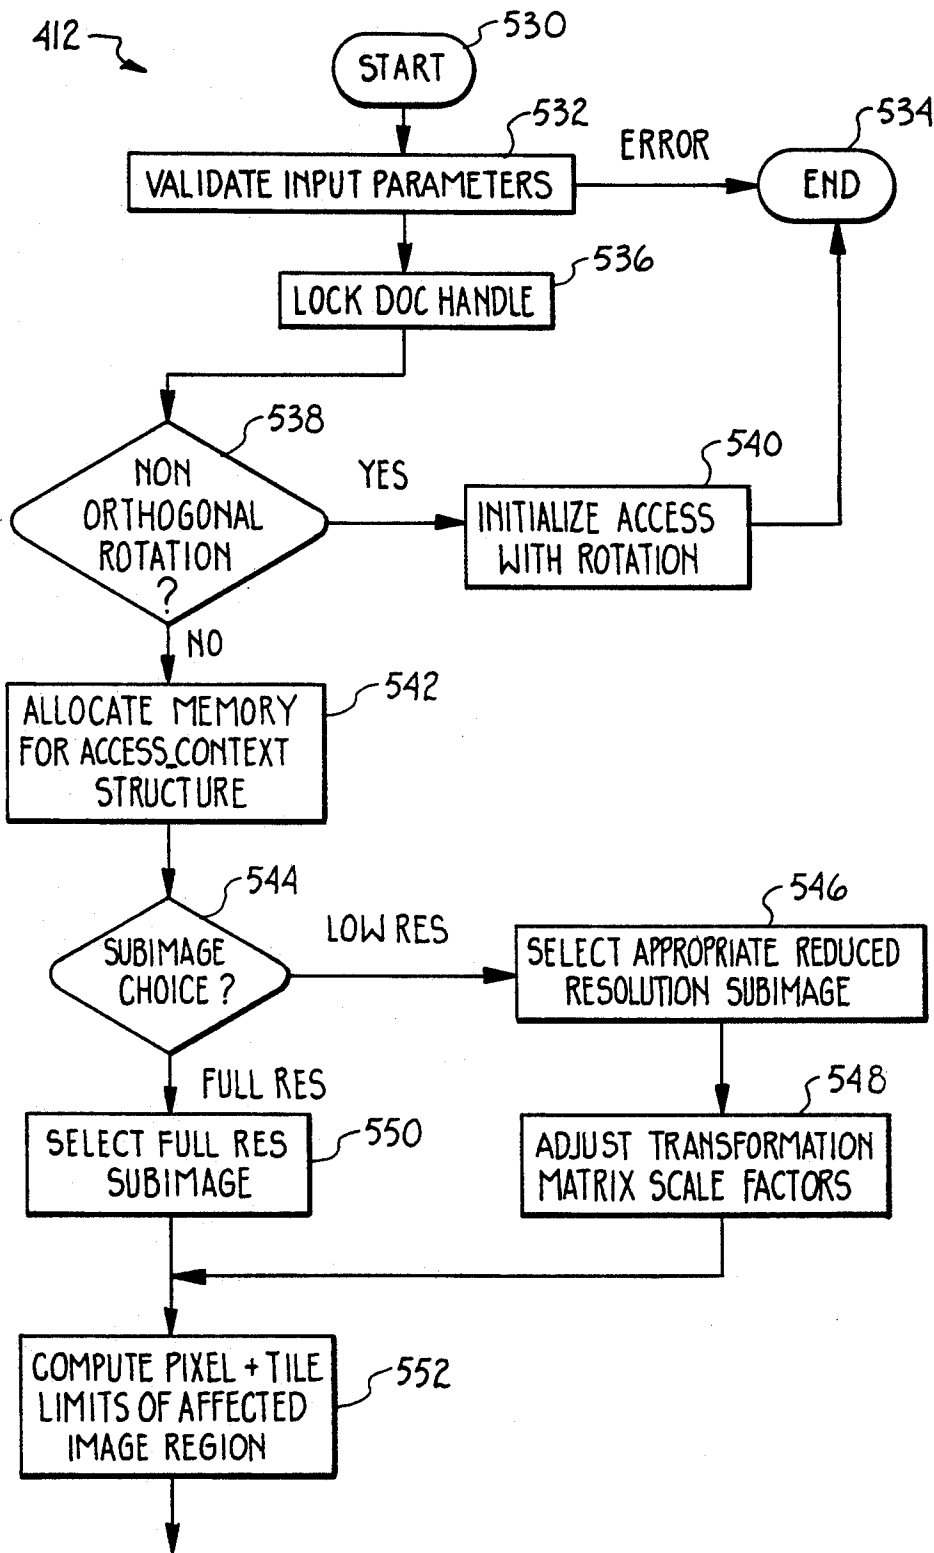 412
530
START
532
VALIDATE INPUT PARAMETERS
ERROR
534
END
536
LOCK DOC HANDLE
538
NON
ORTHOGONAL
ROTATION
?
YES
540
INITIALIZE ACCESS
WITH ROTATION
NO
542
ALLOCATE MEMORY
FOR ACCESS_CONTEXT
STRUCTURE
544
SUBIMAGE
CHOICE?
LOW RES
546
SELECT APPROPRIATE REDUCED
RESOLUTION SUBIMAGE
FULL RES
548
ADJUST TRANSFORMATION
MATRIX SCALE FACTORS
550
SELECT FULL RES
SUBIMAGE
552
COMPUTE PIXEL + TILE
LIMITS OF AFFECTED
IMAGE REGION